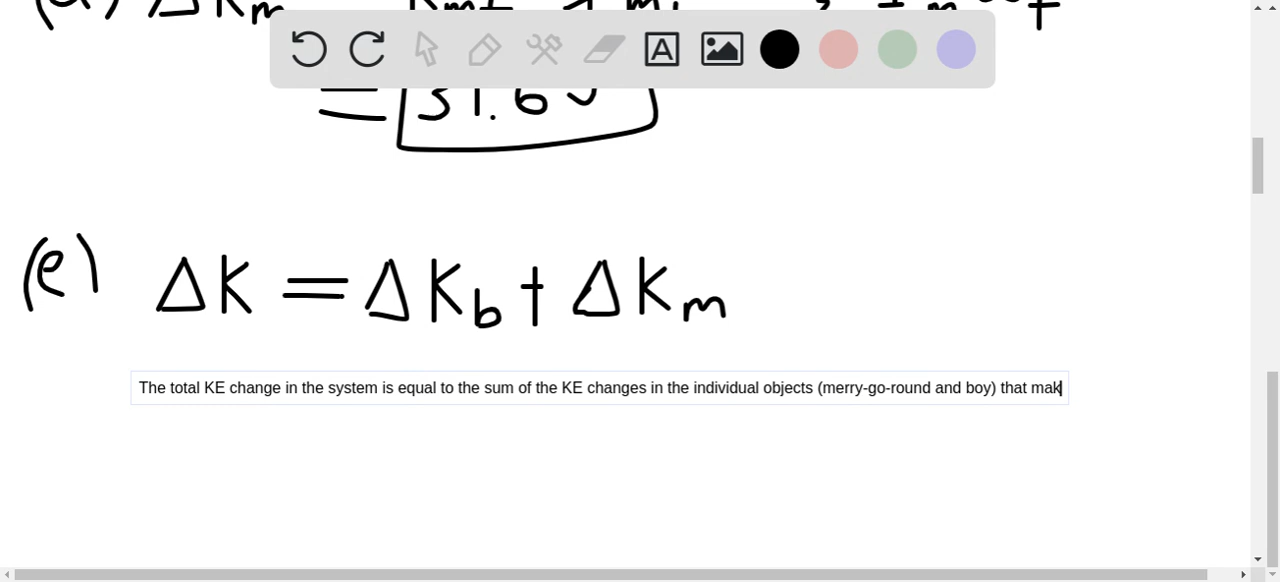 = 31.6 J
(e) ΔK = ΔK_b + ΔK_m
The total KE change in the system is equal to the sum of the KE changes in the individual objects (merry-go-round and boy) that mak